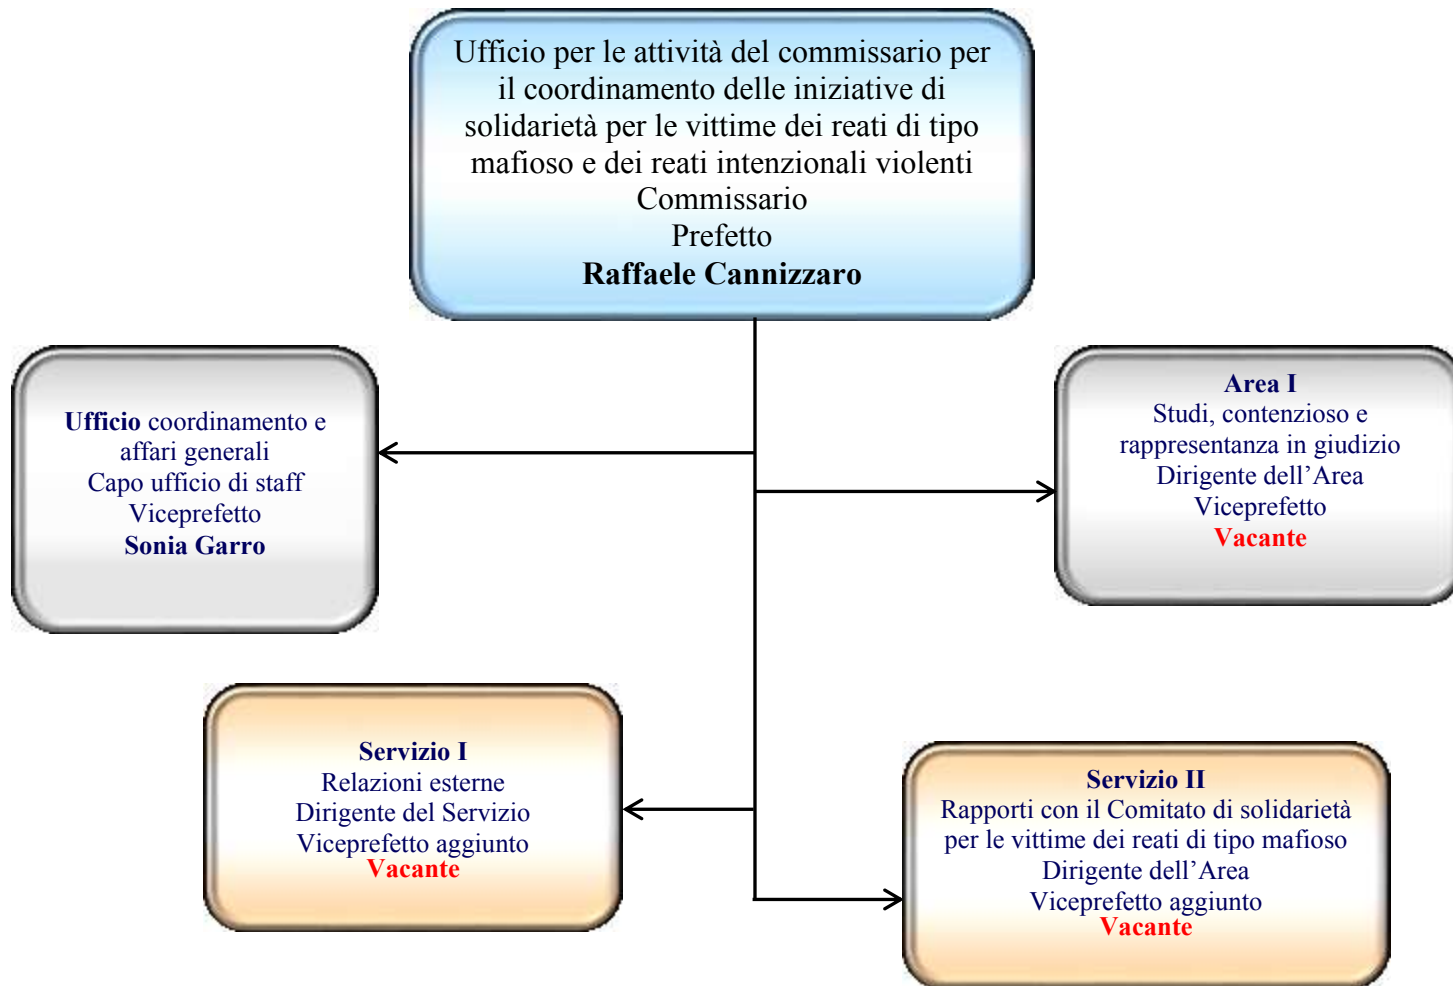 Ufficio per le attività del commissario per
il coordinamento delle iniziative di
solidarietà per le vittime dei reati di tipo
mafioso e dei reati intenzionali violenti
Commissario
Prefetto
Raffaele Cannizzaro
Ufficio coordinamento e
affari generali
Capo ufficio di staff
Viceprefetto
Sonia Garro
Area I
Studi, contenzioso e
rappresentanza in giudizio
Dirigente dell’Area
Viceprefetto
Vacante
Servizio I
Relazioni esterne
Dirigente del Servizio
Viceprefetto aggiunto
Vacante
Servizio II
Rapporti con il Comitato di solidarietà
per le vittime dei reati di tipo mafioso
Dirigente dell’Area
Viceprefetto aggiunto
Vacante